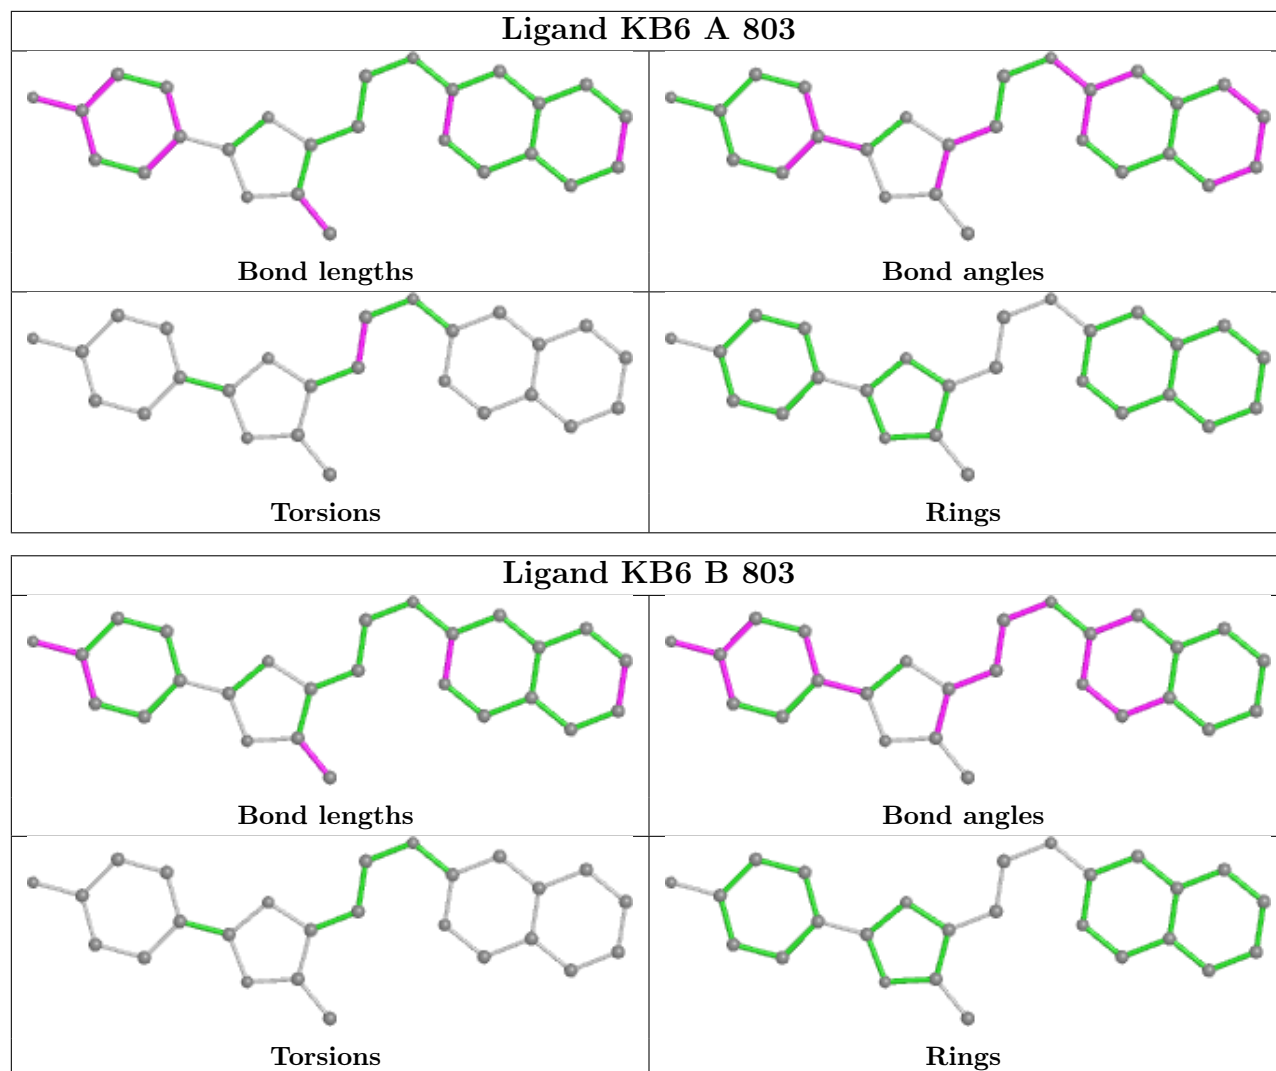 Ligand KB6 A 803
Bond lengths
Bond angles
Torsions
Rings
Ligand KB6 B 803
Bond lengths
Bond angles
Torsions
Rings